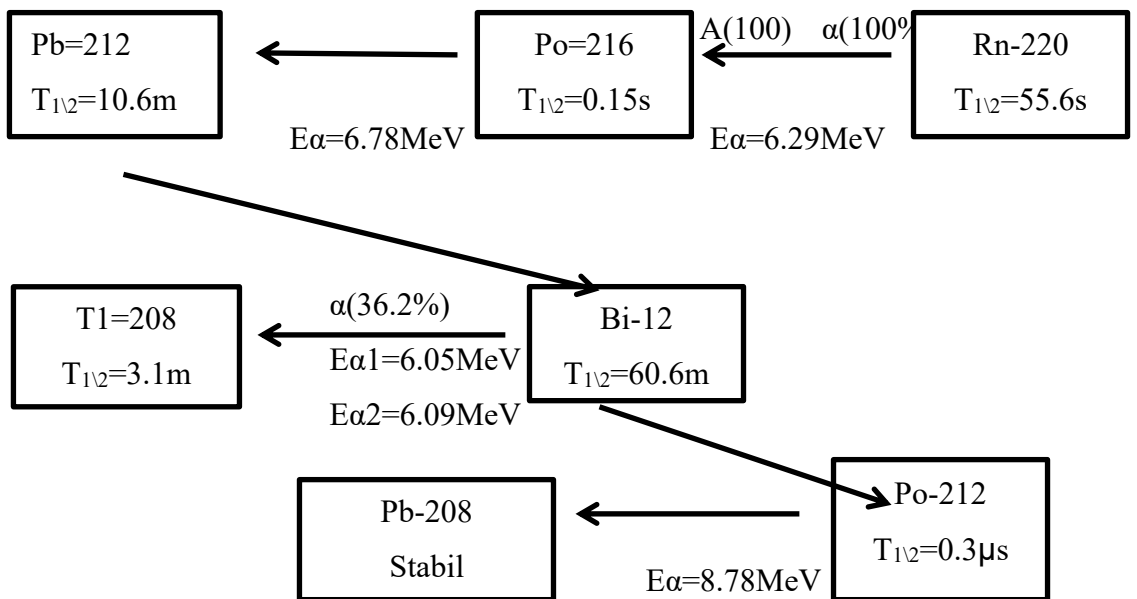 Pb=212
T1\2=10.6m
Po=216
T1\2=0.15s
A(100)
α(100%
Rn-220
T1\2=55.6s
Eα=6.78MeV
Eα=6.29MeV
T1=208
T1\2=3.1m
α(36.2%)
Eα1=6.05MeV
Eα2=6.09MeV
Bi-12
T1\2=60.6m
Pb-208
Stabil
Eα=8.78MeV
Po-212
T1\2=0.3µs